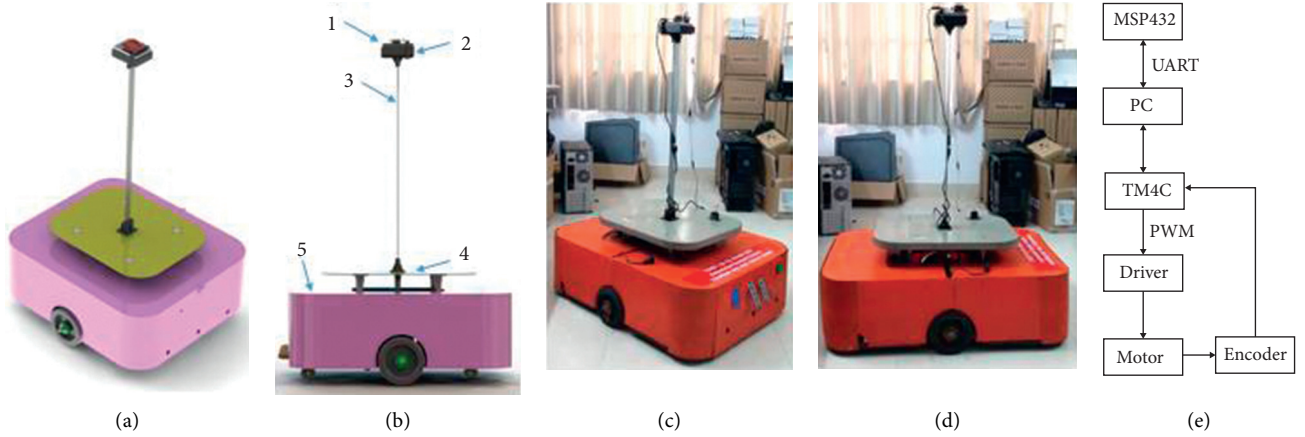 1
2
3
5
4
MSP432
UART
PC
TM4C
PWM
Driver
Motor
Encoder
(a)
(b)
(c)
(d)
(e)